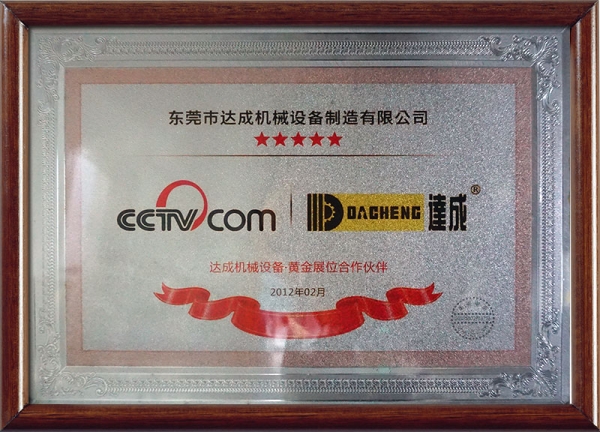 东莞市达成机械设备制造有限公司
★★★★★
CCTV com | DACHENG 達成®
达成机械设备·黄金展位合作伙伴
2012年02月